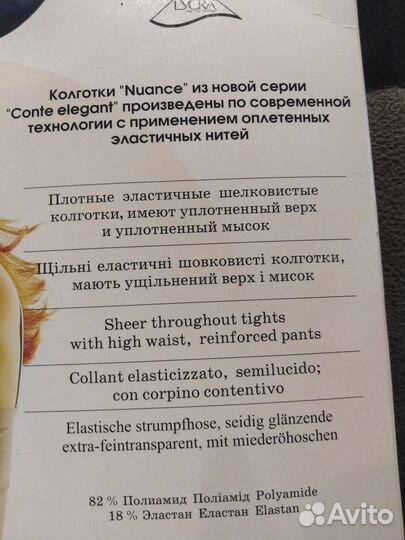 LYCRA
Колготки "Nuance" из новой серии
"Conte elegant" произведены по современной
технологии с применением оплетенных
эластичных нитей
Плотные эластичные шелковистые
колготки, имеют уплотненный верх
и уплотненный мысок
Щільні еластичні шовковисті колготки,
мають ущільнений верх і мисок
Sheer throughout tights
with high waist, reinforced pants
Collant elasticizzato, semilucido;
con corpino contentivo
Elastische strumpfhose, seidig glänzende
extra-feintransparent, mit miederöhoschen
82 % Полиамид Поліамід Polyamide
18 % Эластан Еластан Elastan
Avito